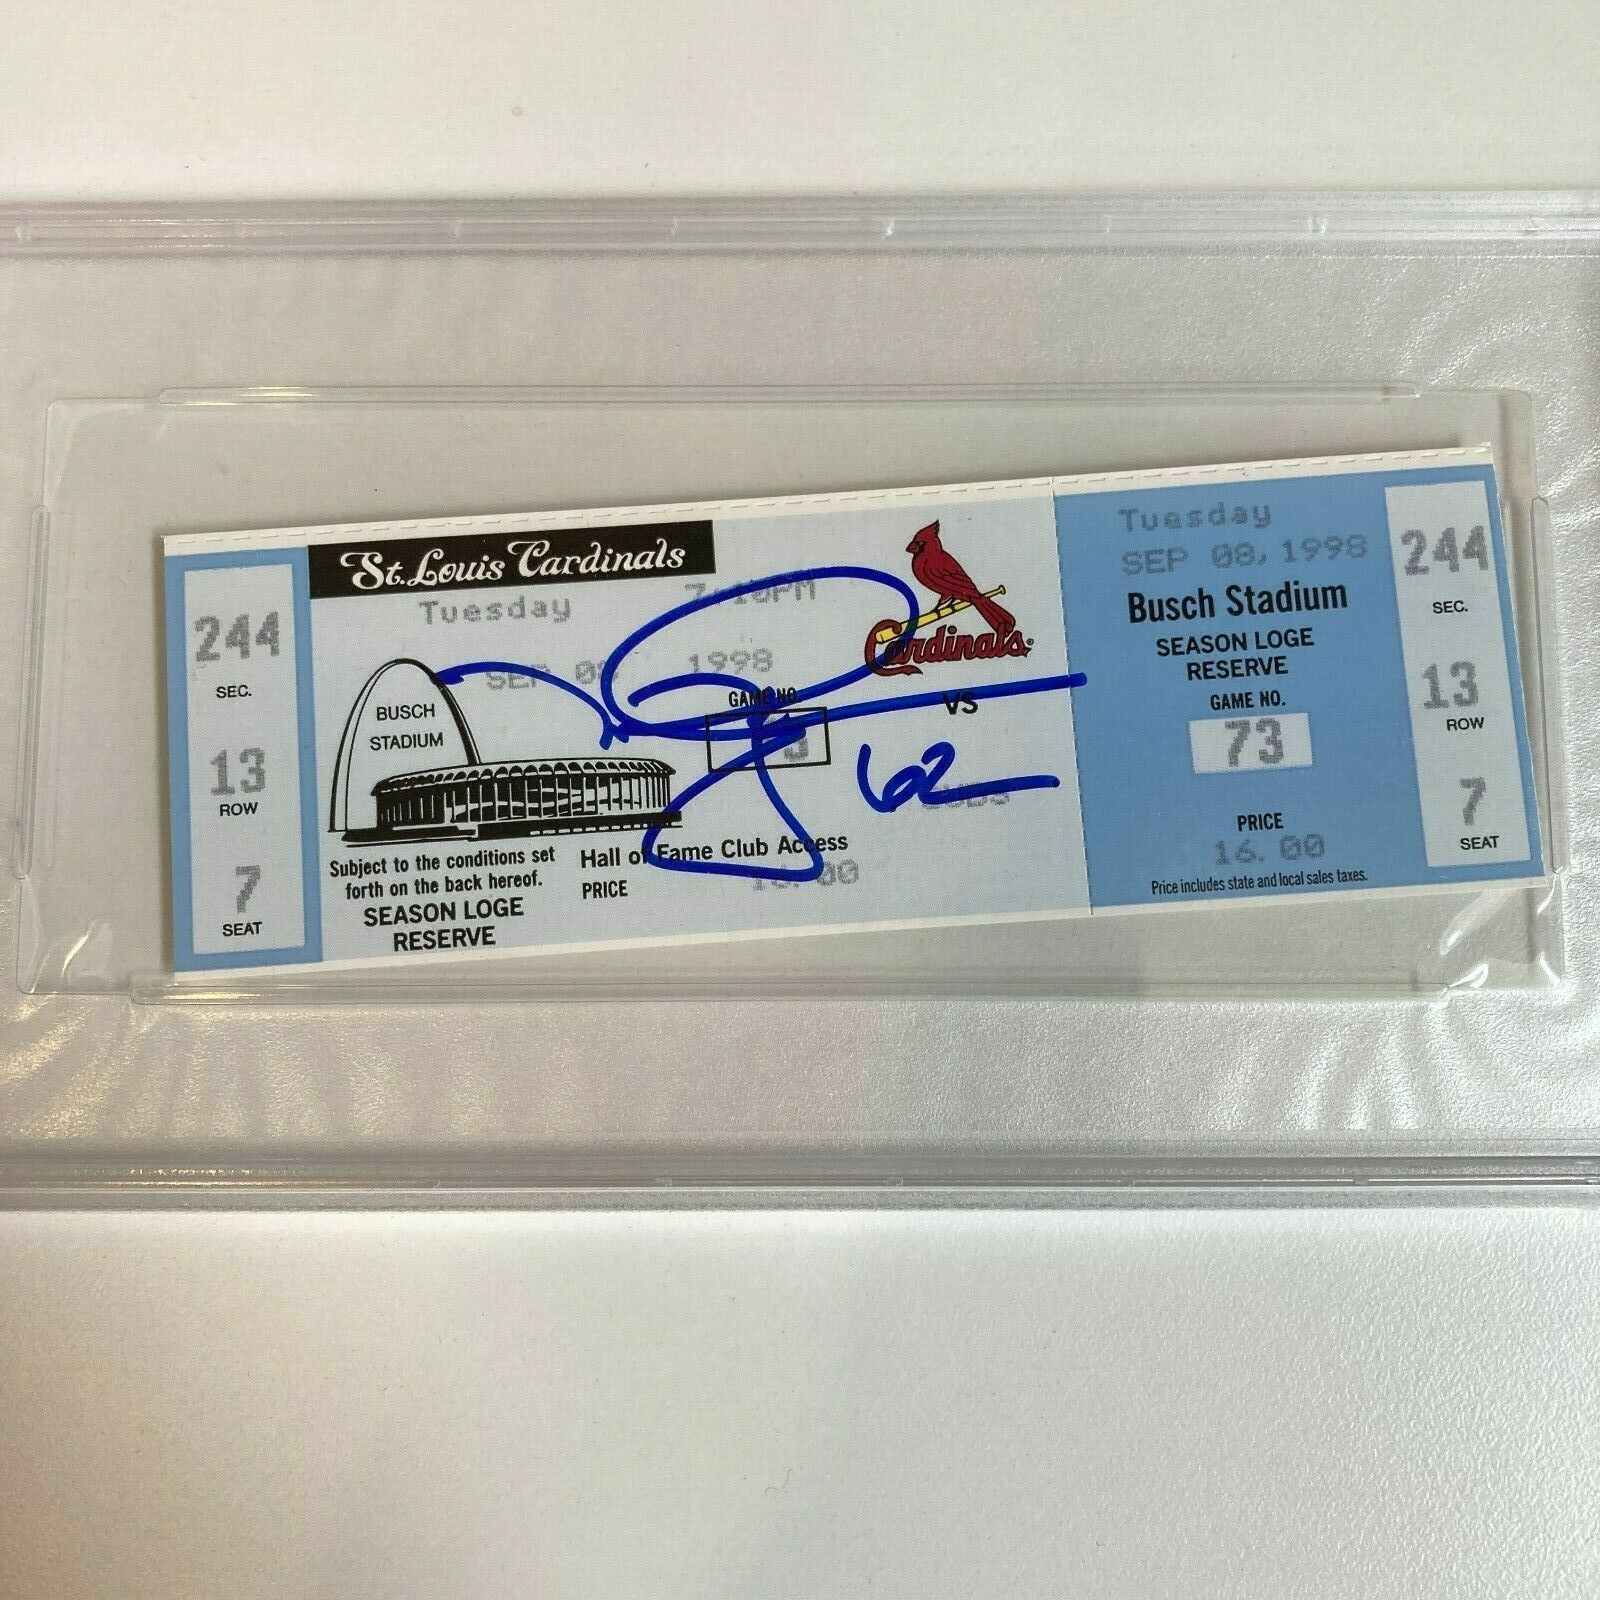 244
SEC.
13
ROW
7
SEAT
St. Louis Cardinals
Tuesday 7:10PM
SEP 08 1998
BUSCH
STADIUM
GAME NO.
Cardinals
VS
62
Subject to the conditions set
forth on the back hereof.
SEASON LOGE
RESERVE
Hall of Fame Club Access
PRICE 16.00
Tuesday
SEP 08, 1998
Busch Stadium
SEASON LOGE
RESERVE
GAME NO.
73
PRICE
16.00
Price includes state and local sales taxes.
244
SEC.
13
ROW
7
SEAT